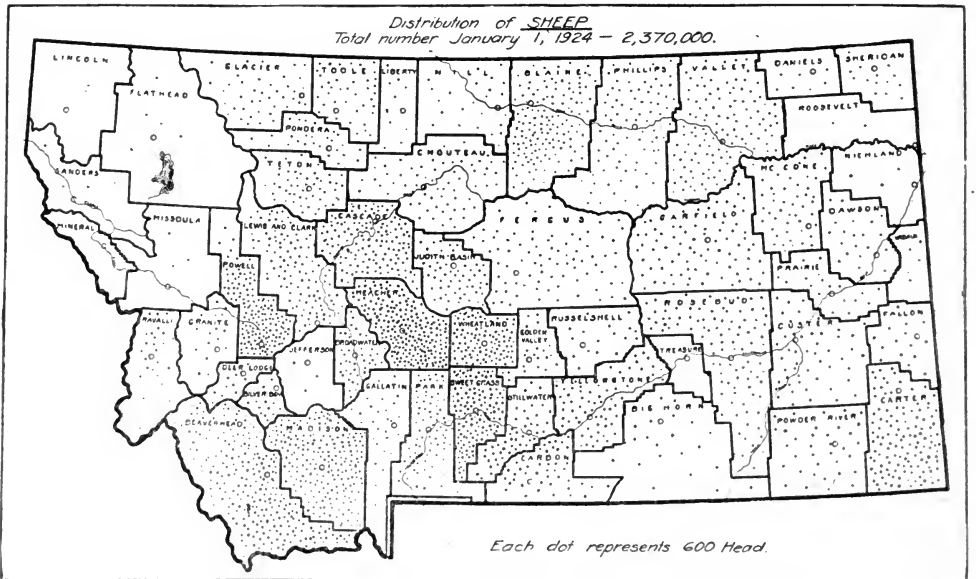 Distribution of SHEEP
Total number January 1, 1924 — 2,370,000.
LINCOLN
FLATHEAD
GLACIER
TOOLE
LIBERTY
HILL
BLAINE
PHILLIPS
VALLEY
DANIELS
SHERIDAN
ROOSEVELT
PONDERA
TETON
CHOUTEAU
SANDERS
MISSOULA
MINERAL
LEWIS AND CLARK
CASCADE
JUDITH BASIN
FERGUS
GARFIELD
MC CONE
RICHLAND
DAWSON
WIBAUX
PRAIRIE
POWELL
MEAGHER
WHEATLAND
GOLDEN
VALLEY
RUSSELSHELL
ROSEBUD
CUSTER
FALLON
RAVALLI
GRANITE
DEER LODGE
SILVER BOW
JEFFERSON
BROADWATER
GALLATIN
PARK
SWEET GRASS
STILLWATER
YELLOWSTONE
TREASURE
BIG HORN
CARBON
POWDER RIVER
CARTER
BEAVERHEAD
MADISON
Each dot represents 600 Head.